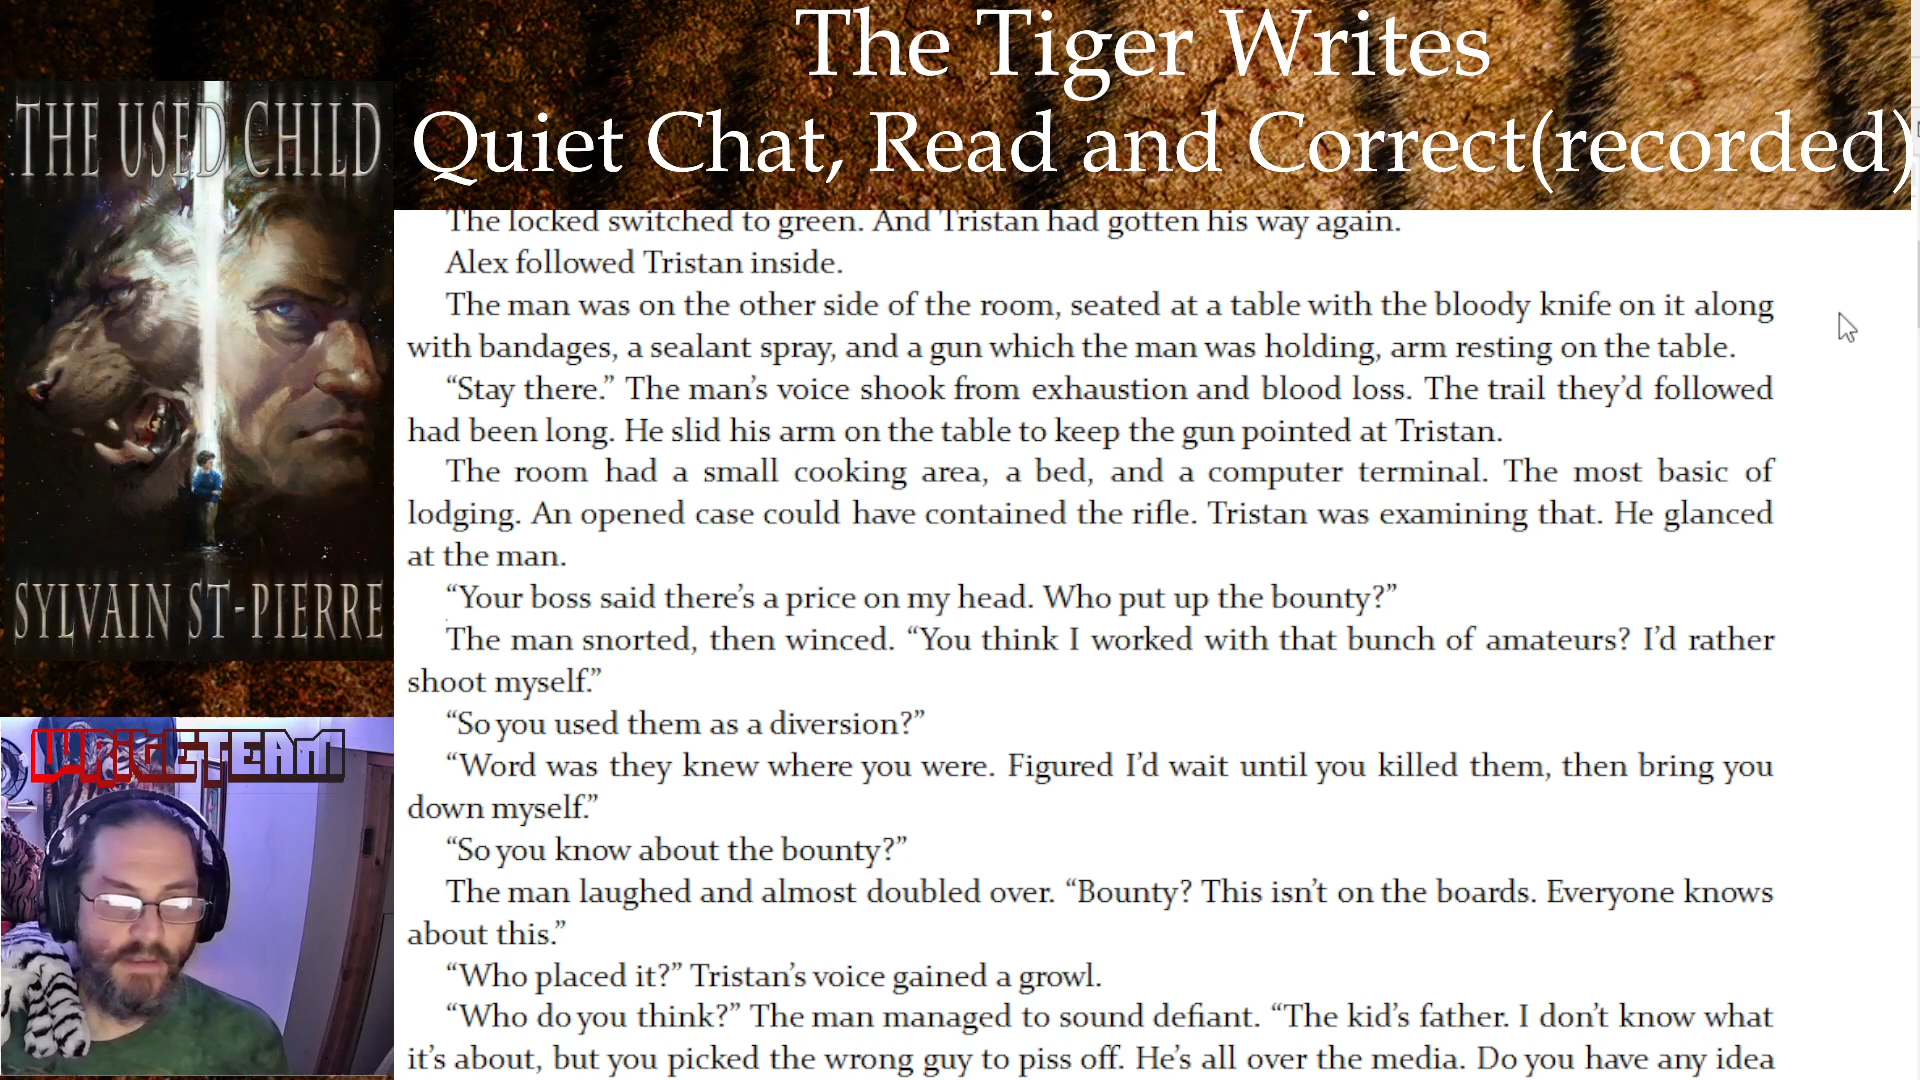 The Tiger Writes
Quiet Chat, Read and Correct(recorded)
THE USED CHILD
SYLVAIN ST-PIERRE
WRITETEAM
The locked switched to green. And Tristan had gotten his way again.
Alex followed Tristan inside.
The man was on the other side of the room, seated at a table with the bloody knife on it along
with bandages, a sealant spray, and a gun which the man was holding, arm resting on the table.
“Stay there.” The man’s voice shook from exhaustion and blood loss. The trail they’d followed
had been long. He slid his arm on the table to keep the gun pointed at Tristan.
The room had a small cooking area, a bed, and a computer terminal. The most basic of
lodging. An opened case could have contained the rifle. Tristan was examining that. He glanced
at the man.
“Your boss said there’s a price on my head. Who put up the bounty?”
The man snorted, then winced. “You think I worked with that bunch of amateurs? I’d rather
shoot myself.”
“So you used them as a diversion?”
“Word was they knew where you were. Figured I’d wait until you killed them, then bring you
down myself.”
“So you know about the bounty?”
The man laughed and almost doubled over. “Bounty? This isn’t on the boards. Everyone knows
about this.”
“Who placed it?” Tristan’s voice gained a growl.
“Who do you think?” The man managed to sound defiant. “The kid’s father. I don’t know what
it’s about, but you picked the wrong guy to piss off. He’s all over the media. Do you have any idea